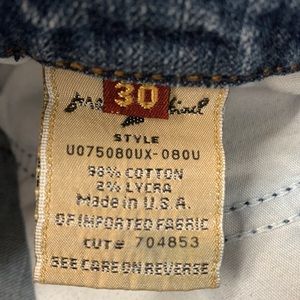 30
STYLE
U075080UX-080U
98% COTTON
2% LYCRA
Made in U.S.A.
OF IMPORTED FABRIC
CUT# 704853
SEE CARE ON REVERSE